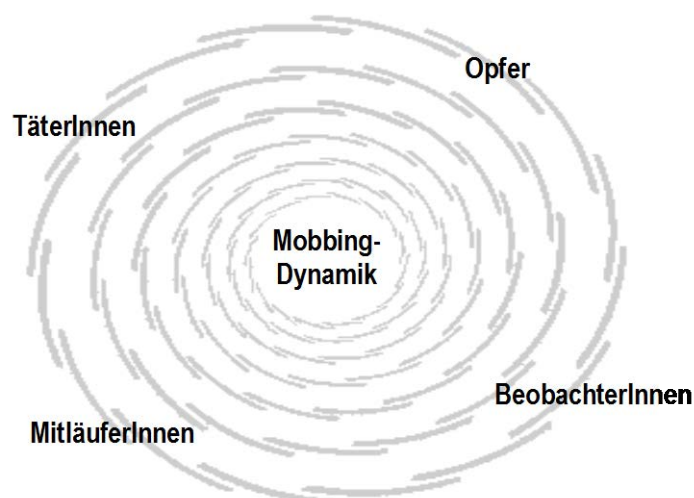 Opfer
TäterInnen
Mobbing-
Dynamik
BeobachterInnen
MitläuferInnen